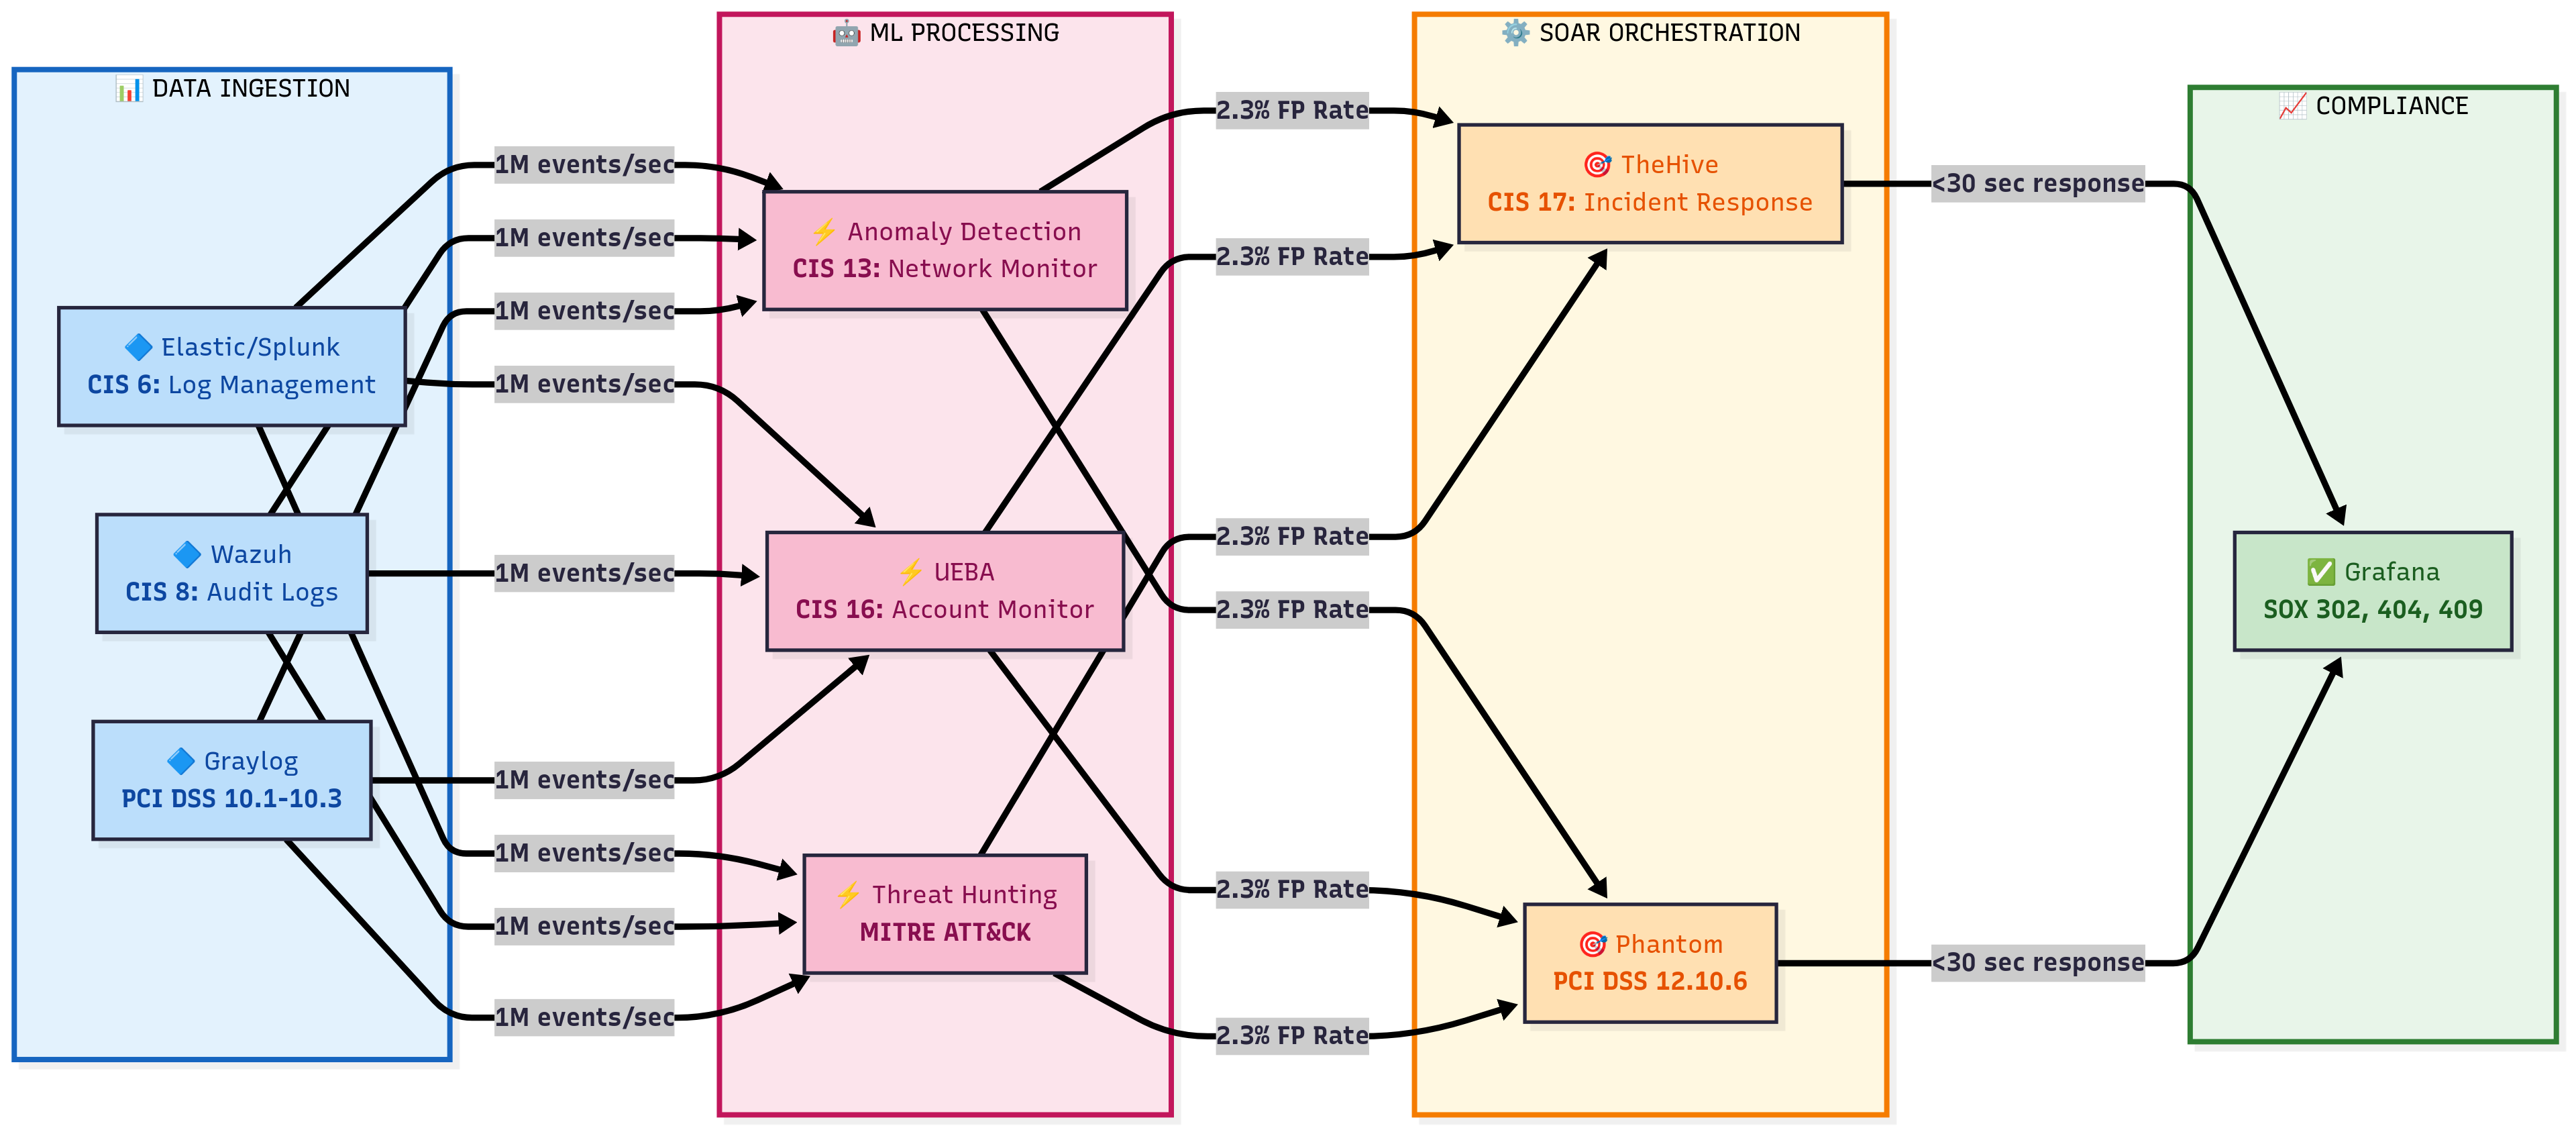 📊 DATA INGESTION
🔷 Elastic/Splunk
CIS 6: Log Management
🔷 Wazuh
CIS 8: Audit Logs
🔷 Graylog
PCI DSS 10.1-10.3
1M events/sec
1M events/sec
1M events/sec
1M events/sec
1M events/sec
1M events/sec
1M events/sec
1M events/sec
1M events/sec
🤖 ML PROCESSING
⚡ Anomaly Detection
CIS 13: Network Monitor
⚡ UEBA
CIS 16: Account Monitor
⚡ Threat Hunting
MITRE ATT&CK
2.3% FP Rate
2.3% FP Rate
2.3% FP Rate
2.3% FP Rate
2.3% FP Rate
2.3% FP Rate
⚙️ SOAR ORCHESTRATION
🎯 TheHive
CIS 17: Incident Response
🎯 Phantom
PCI DSS 12.10.6
<30 sec response
<30 sec response
📈 COMPLIANCE
✅ Grafana
SOX 302, 404, 409